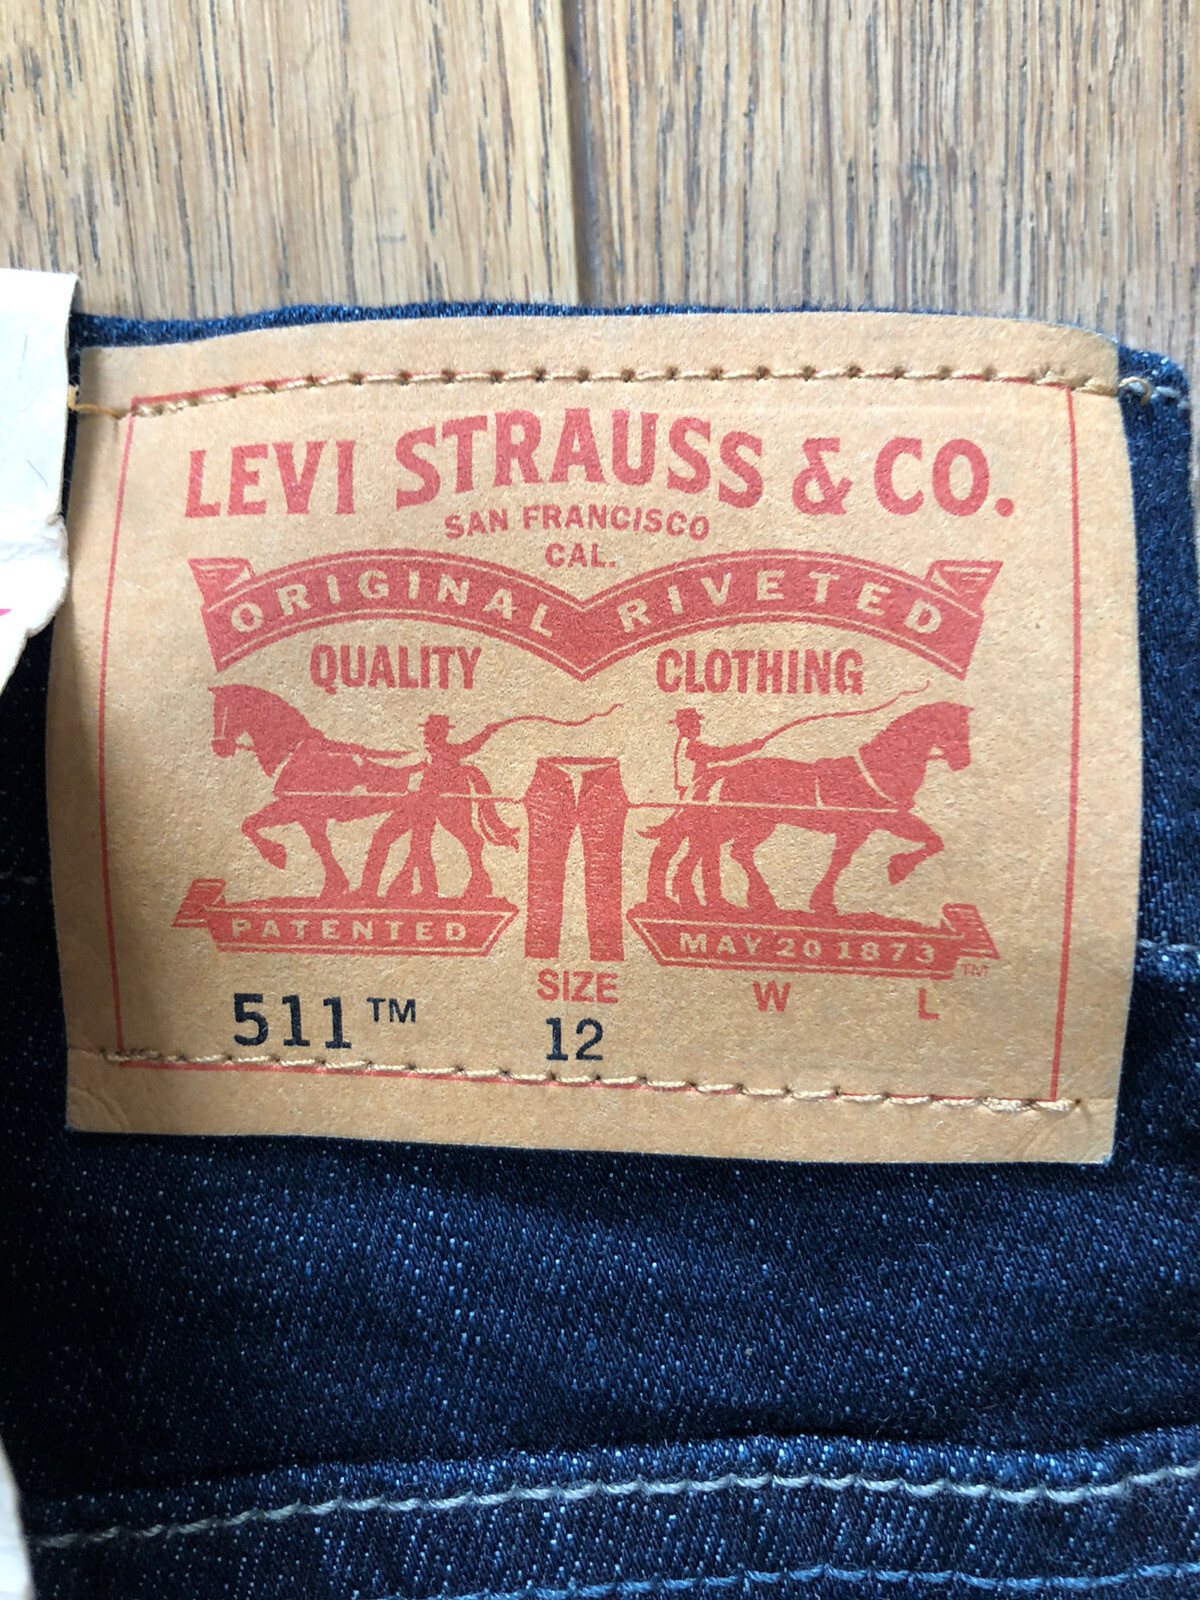 LEVI STRAUSS & CO.
SAN FRANCISCO
CAL.
ORIGINAL RIVETED
QUALITY CLOTHING
PATENTED MAY 20 1873 TM
SIZE W L
511™ 12